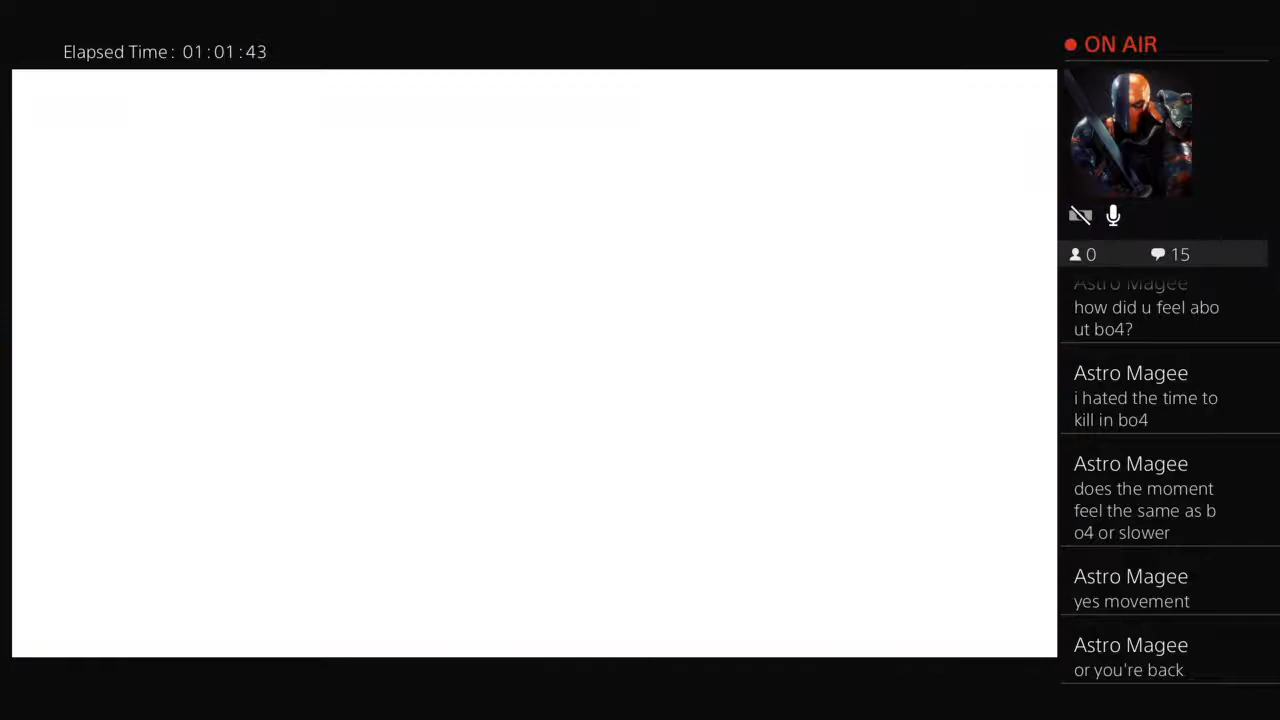 Elapsed Time: 01:01:43
ON AIR
0
15
Astro Magee
how did u feel abo
ut bo4?
Astro Magee
i hated the time to
kill in bo4
Astro Magee
does the moment
feel the same as b
o4 or slower
Astro Magee
yes movement
Astro Magee
or you're back